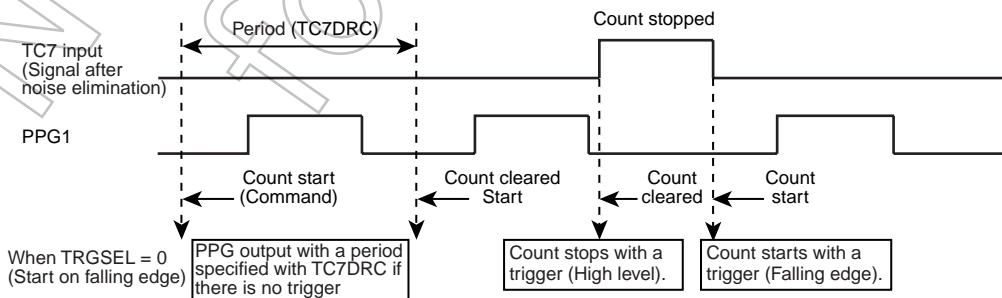 Count stopped
Period (TC7DRC)
TC7 input
(Signal after
noise elimination)
PPG1
Count start
(Command)
Count cleared
Start
Count
cleared
Count
start
When TRGSEL = 0
(Start on falling edge)
PPG output with a period
specified with TC7DRC if
there is no trigger
Count stops with a
trigger (High level).
Count starts with a
trigger (Falling edge).